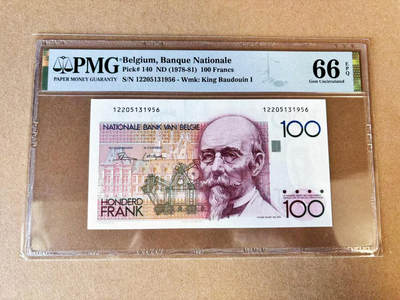 PMG
PAPER MONEY GUARANTY
Belgium, Banque Nationale
Pick# 140 ND (1978-81) 100 Francs
S/N 12205131956 - Wmk: King Baudouin I
66 EPQ
Gem Uncirculated
12205131956
12205131956
NATIONALE BANK VAN BELGIE
100
HONDERD
FRANK
100